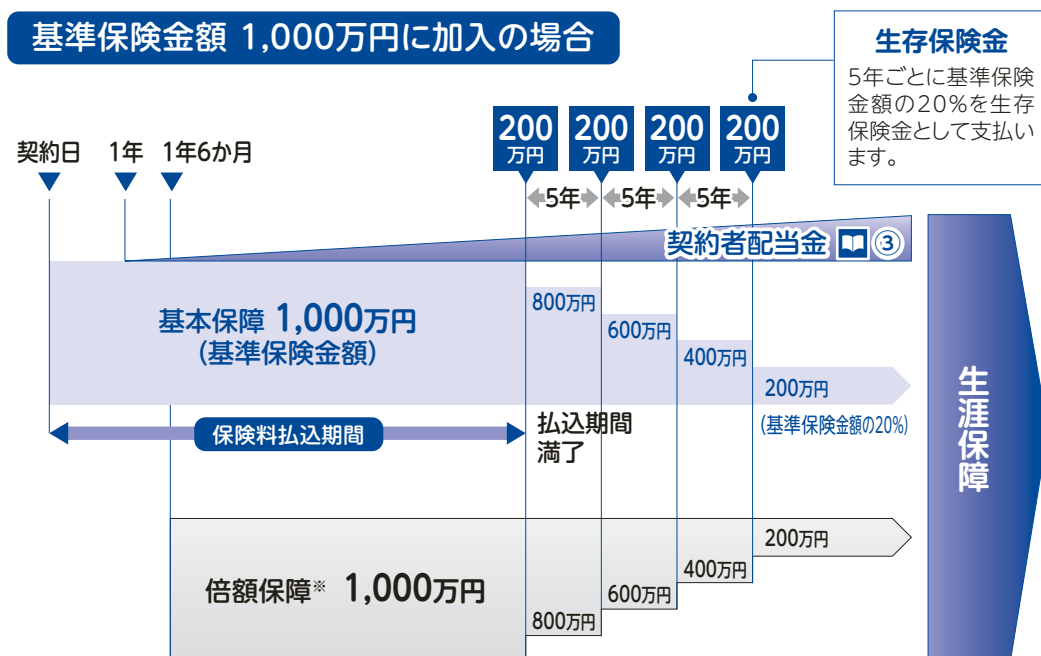 基準保険金額 1,000万円に加入の場合
生存保険金
5年ごとに基準保険
金額の20%を生存
保険金として支払い
ます。
契約日
1年
1年6か月
200
万円
200
万円
200
万円
200
万円
5年
5年
5年
契約者配当金 ③
基本保障 1,000万円
(基準保険金額)
800万円
600万円
400万円
200万円
(基準保険金額の20%)
保険料払込期間
払込期間
満了
生涯保障
倍額保障※ 1,000万円
800万円
600万円
400万円
200万円